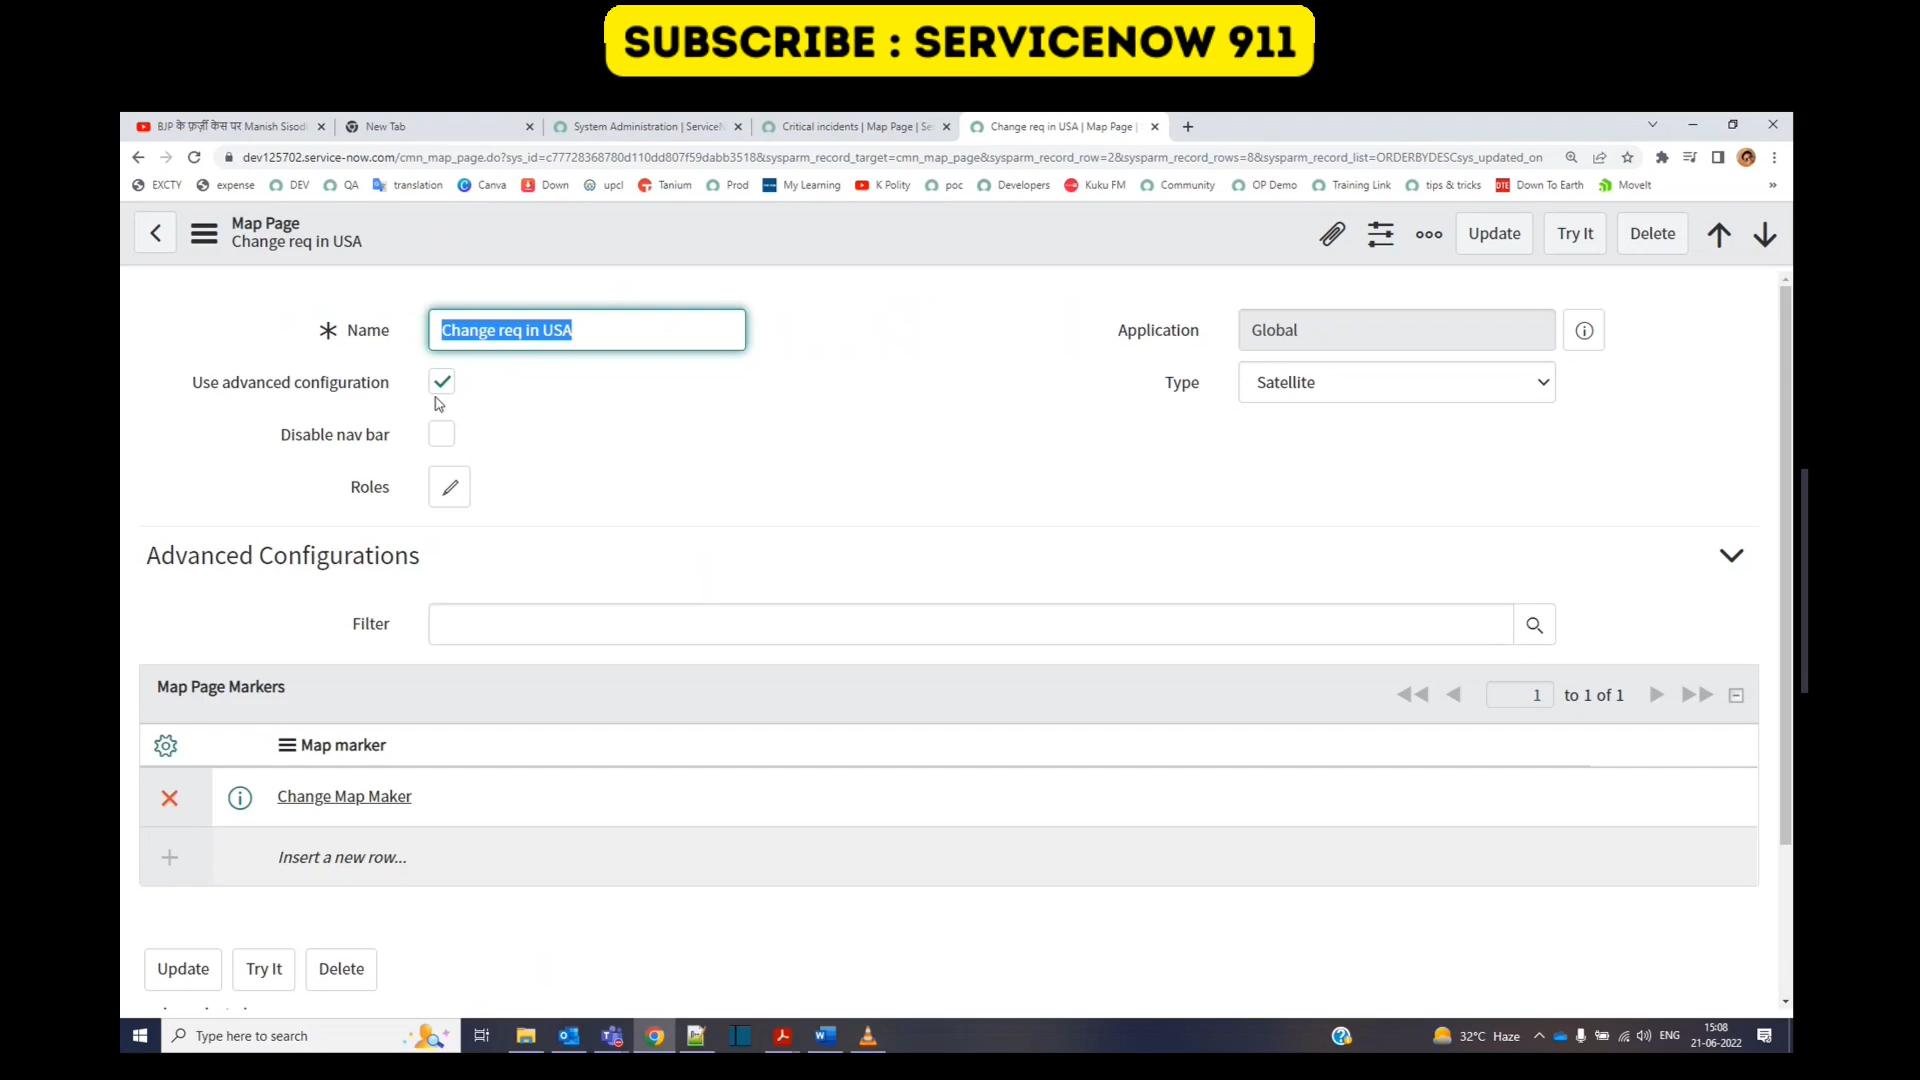 SUBSCRIBE : SERVICENOW 911
BJP के फ़र्ज़ी केस पर Manish Sisod
New Tab
System Administration | ServiceN
Critical incidents | Map Page | Se
Change req in USA | Map Page |
dev125702.service-now.com/cmn_map_page.do?sys_id=c77728368780d110dd807f59dabb3518&sysparm_record_target=cmn_map_page&sysparm_record_row=2&sysparm_record_rows=8&sysparm_record_list=ORDERBYDESCsys_updated_on
EXCTY
expense
DEV
QA
translation
Canva
Down
upcl
Tanium
Prod
My Learning
K Polity
poc
Developers
Kuku FM
Community
OP Demo
Training Link
tips & tricks
Down To Earth
MoveIt
Map Page
Change req in USA
Update
Try It
Delete
Name
Change req in USA
Application
Global
Use advanced configuration
Type
Satellite
Disable nav bar
Roles
Advanced Configurations
Filter
Map Page Markers
1 to 1 of 1
Map marker
Change Map Maker
Insert a new row...
Update
Try It
Delete
Type here to search
32°C Haze
ENG
15:08
21-06-2022